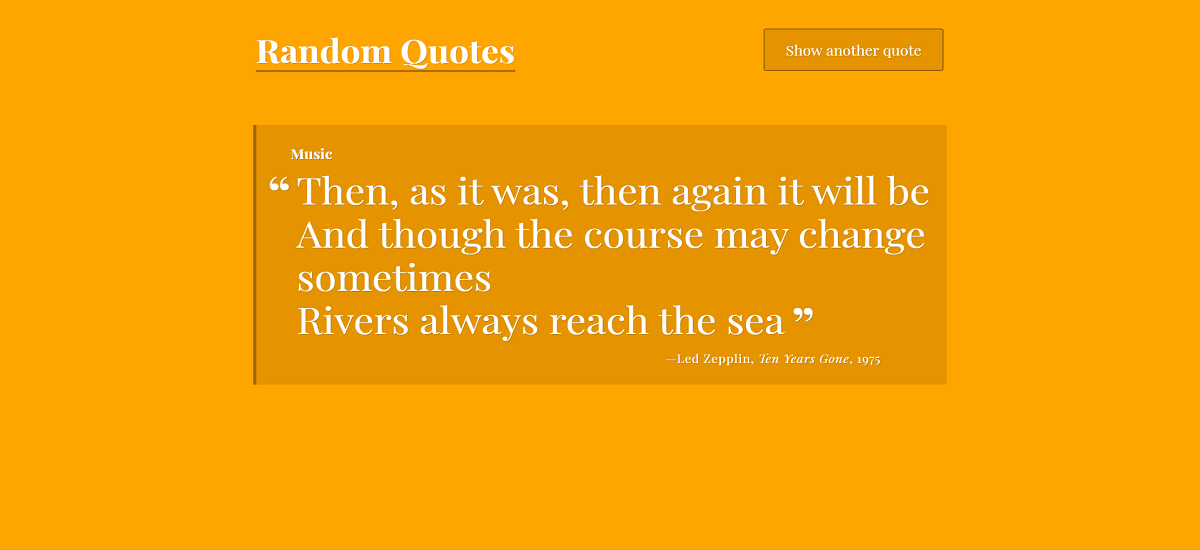 Random Quotes
Show another quote
Music
“ Then, as it was, then again it will be
And though the course may change
sometimes
Rivers always reach the sea ”
—Led Zepplin, Ten Years Gone, 1975